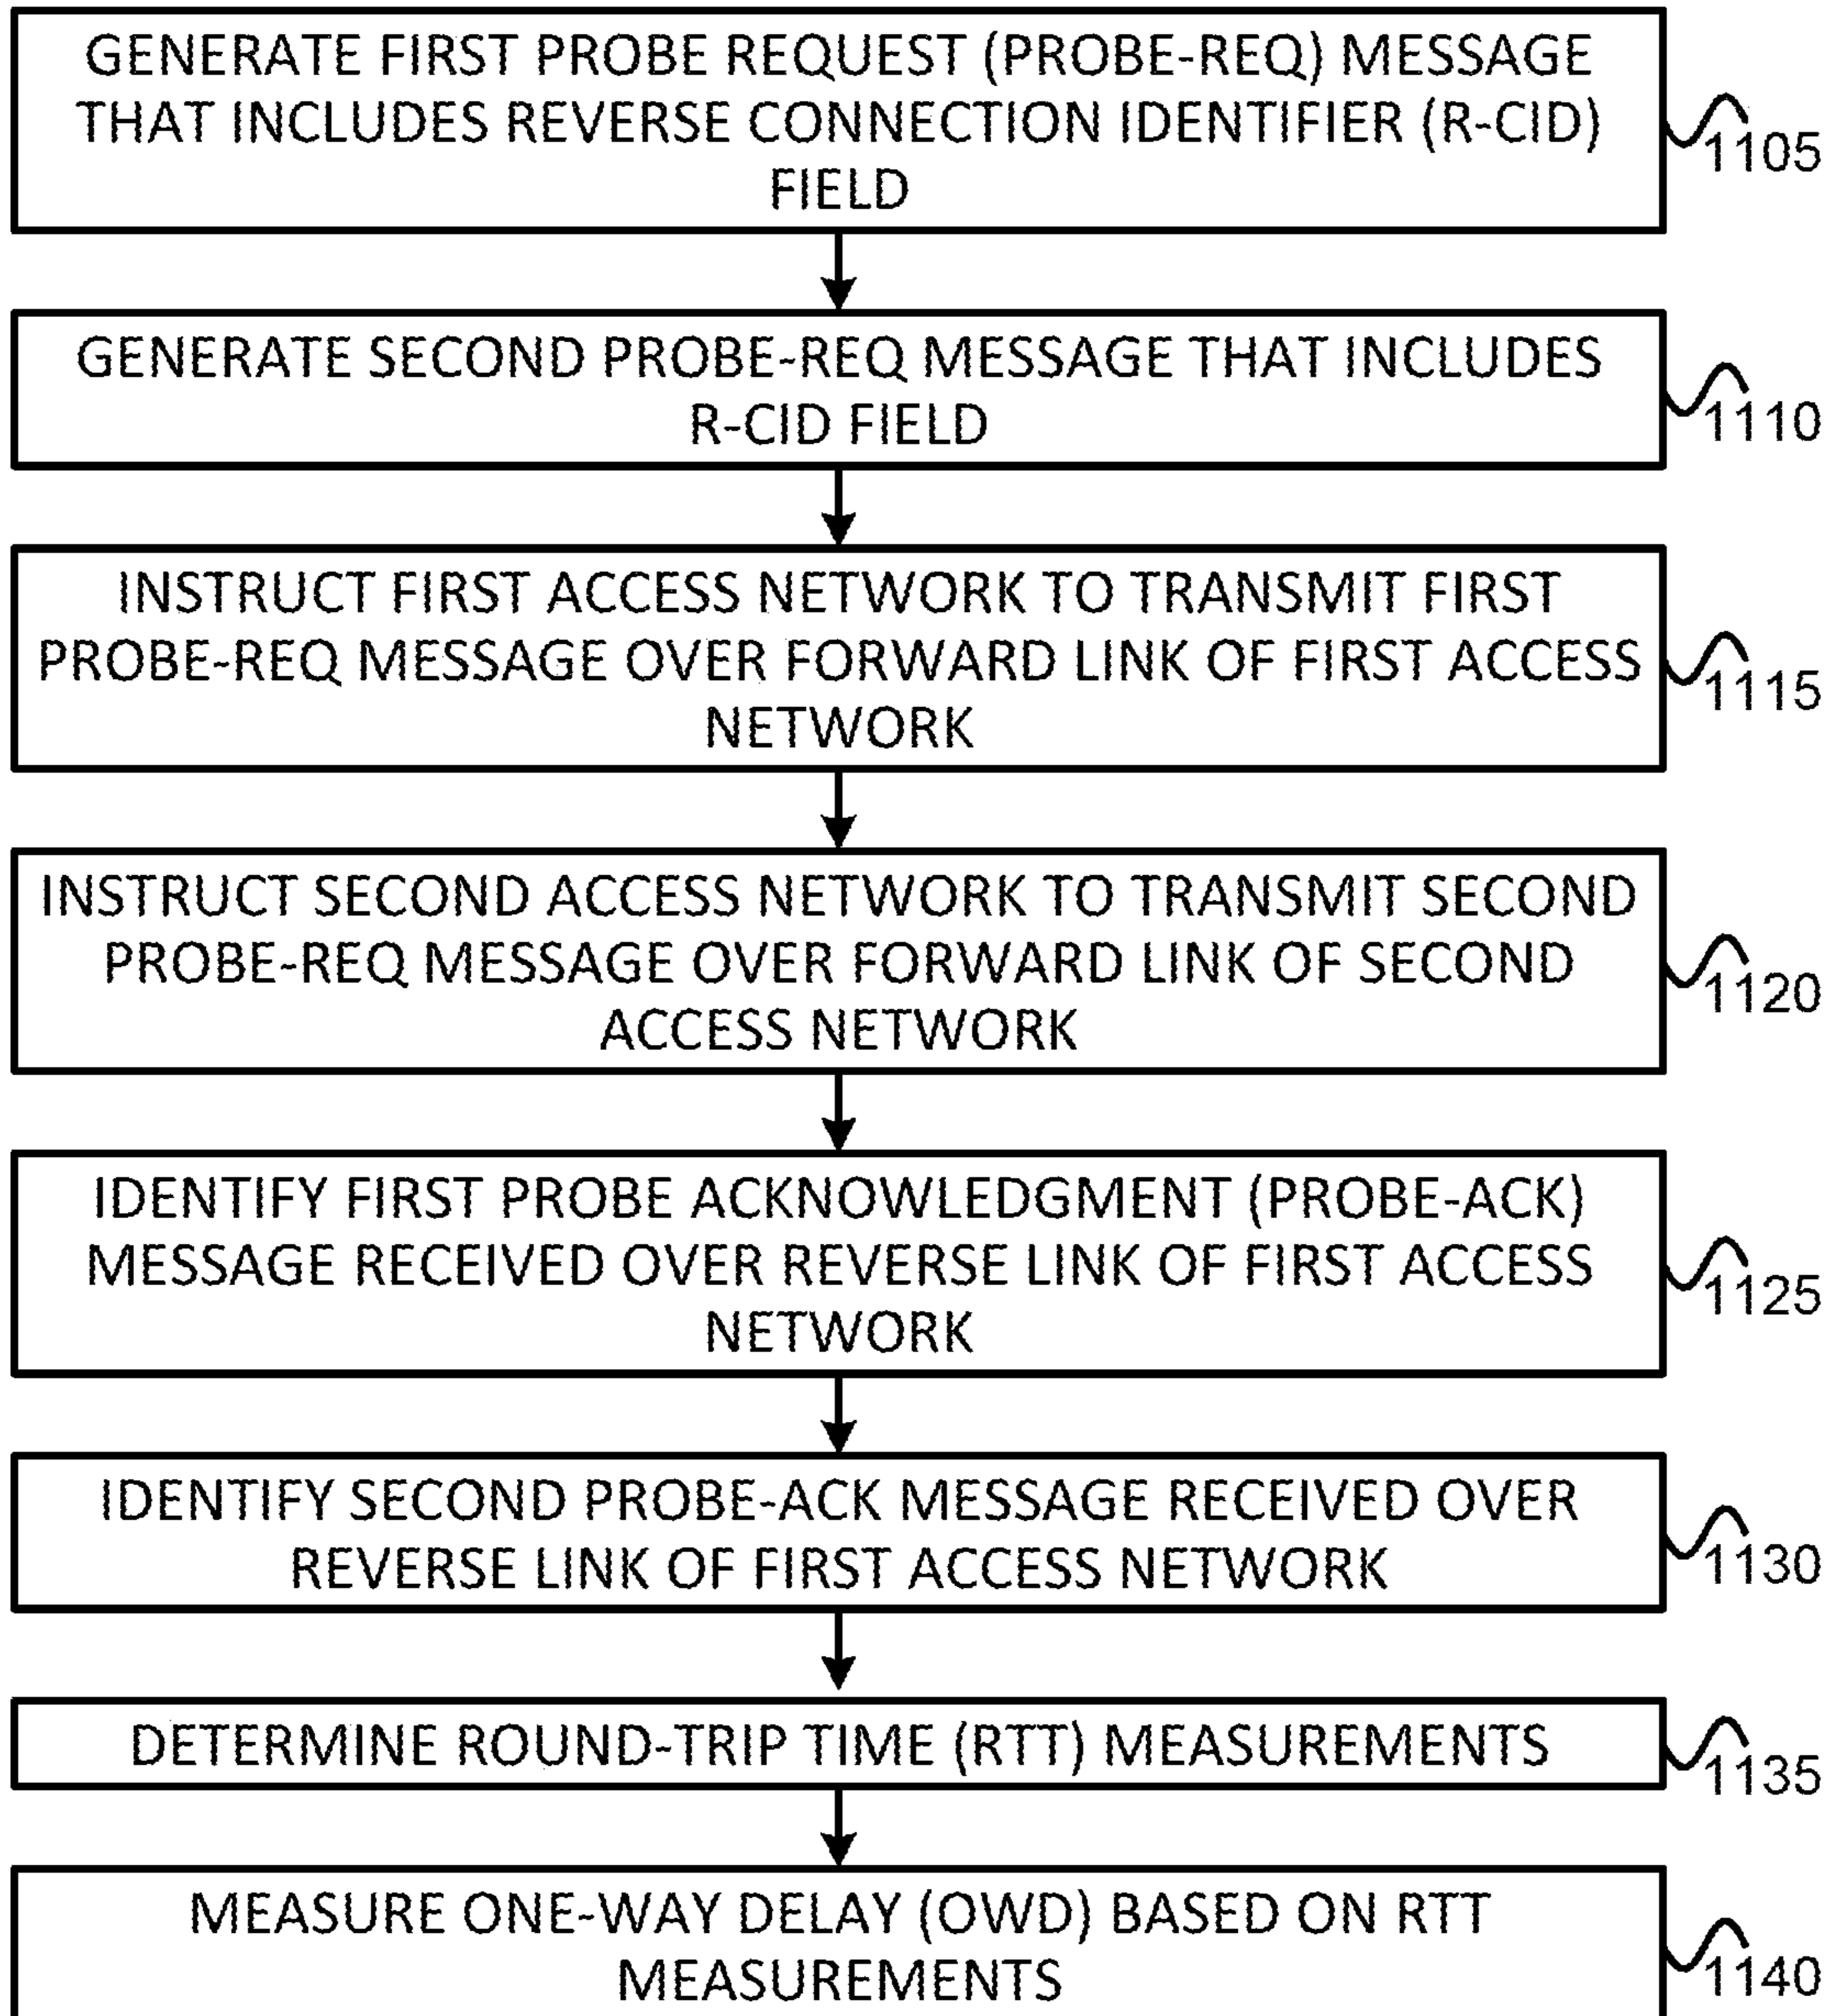 GENERATE FIRST PROBE REQUEST (PROBE-REQ) MESSAGE
THAT INCLUDES REVERSE CONNECTION IDENTIFIER (R-CID)
FIELD
1105
GENERATE SECOND PROBE-REQ MESSAGE THAT INCLUDES
R-CID FIELD
1110
INSTRUCT FIRST ACCESS NETWORK TO TRANSMIT FIRST
PROBE-REQ MESSAGE OVER FORWARD LINK OF FIRST ACCESS
NETWORK
1115
INSTRUCT SECOND ACCESS NETWORK TO TRANSMIT SECOND
PROBE-REQ MESSAGE OVER FORWARD LINK OF SECOND
ACCESS NETWORK
1120
IDENTIFY FIRST PROBE ACKNOWLEDGMENT (PROBE-ACK)
MESSAGE RECEIVED OVER REVERSE LINK OF FIRST ACCESS
NETWORK
1125
IDENTIFY SECOND PROBE-ACK MESSAGE RECEIVED OVER
REVERSE LINK OF FIRST ACCESS NETWORK
1130
DETERMINE ROUND-TRIP TIME (RTT) MEASUREMENTS
1135
MEASURE ONE-WAY DELAY (OWD) BASED ON RTT
MEASUREMENTS
1140